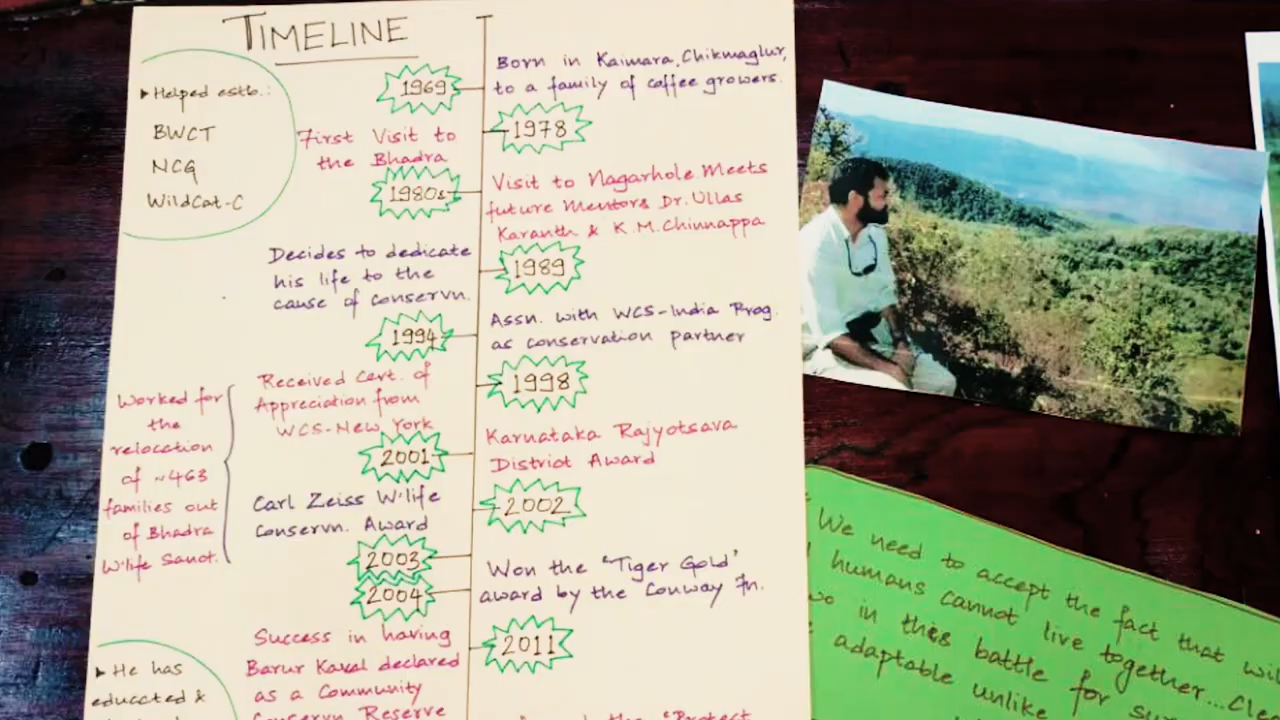 TIMELINE
▸ Helped estb.:
BWCT
NCG
WildCat-C
1969
Born in Kaimara, Chikmaglur,
to a family of coffee growers.
First Visit to
the Bhadra
1978
1980s
Visit to Nagarhole. Meets
future Mentors Dr. Ullas
Karanth & K.M. Chinnappa
Decides to dedicate
his life to the
cause of conservn.
1989
1994
Assn. with WCS-India Prog.
as conservation partner
Received Cert. of
Appreciation from
WCS-New York
1998
Worked for
the
relocation
of ~463
families out
of Bhadra
W'life Sanct.
2001
Karnataka Rajyotsava
District Award
Carl Zeiss W'life
Conservn. Award
2002
2003
2004
Won the "Tiger Gold"
award by the Conway Fn.
Success in having
Barur Kaval declared
as a Community
Conservn Reserve
2011
▸ He has
educated &
the "Protect
We need to accept the fact that
humans cannot live together...
in this battle for
adaptable unlike